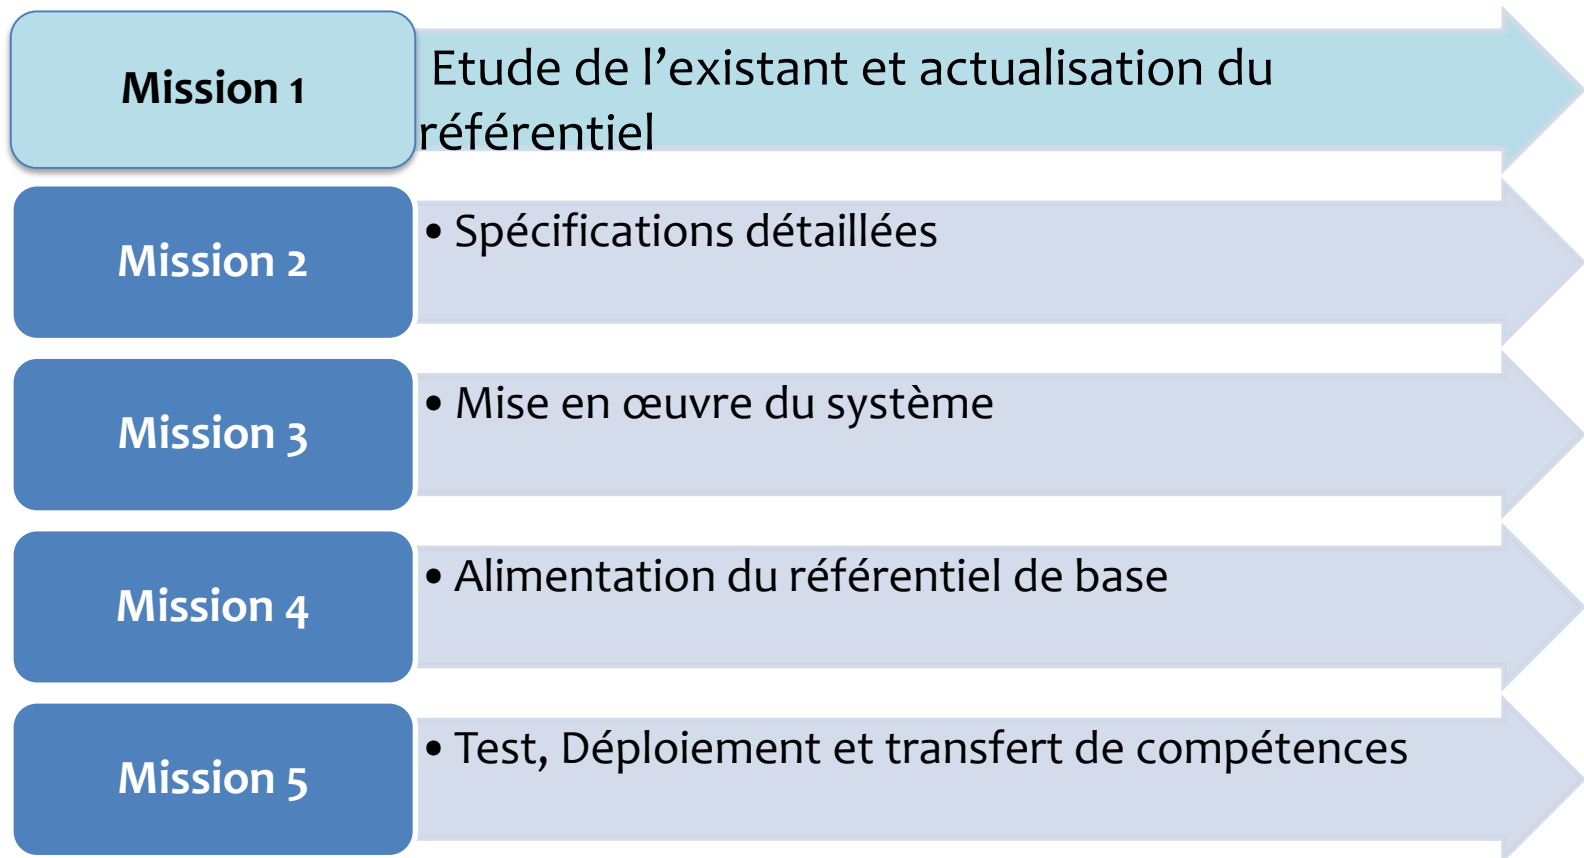 Mission 1
Etude de l’existant et actualisation du
référentiel
Mission 2
• Spécifications détaillées
Mission 3
• Mise en œuvre du système
Mission 4
• Alimentation du référentiel de base
Mission 5
• Test, Déploiement et transfert de compétences